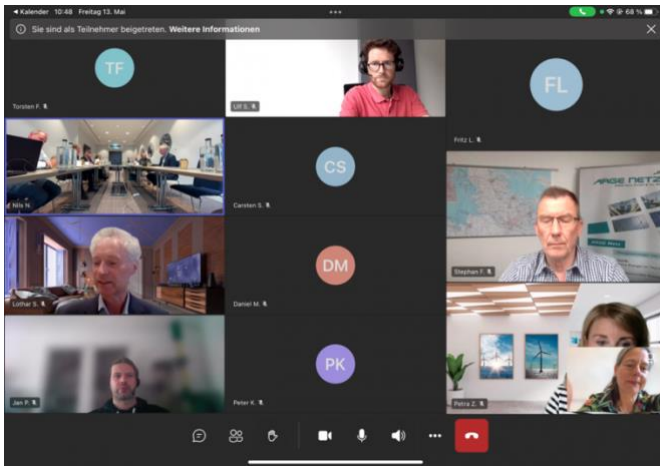 ◀ Kalender 10:48 Freitag 13. Mai
68 %
Sie sind als Teilnehmer beigetreten. Weitere Informationen
TF
Torsten F.
Ulf S.
FL
Fritz L.
Nils H.
CS
Carsten S.
ARGE NETZ
Stephan F.
Lothar S.
DM
Daniel M.
Jan P.
PK
Peter K.
Petra Z.